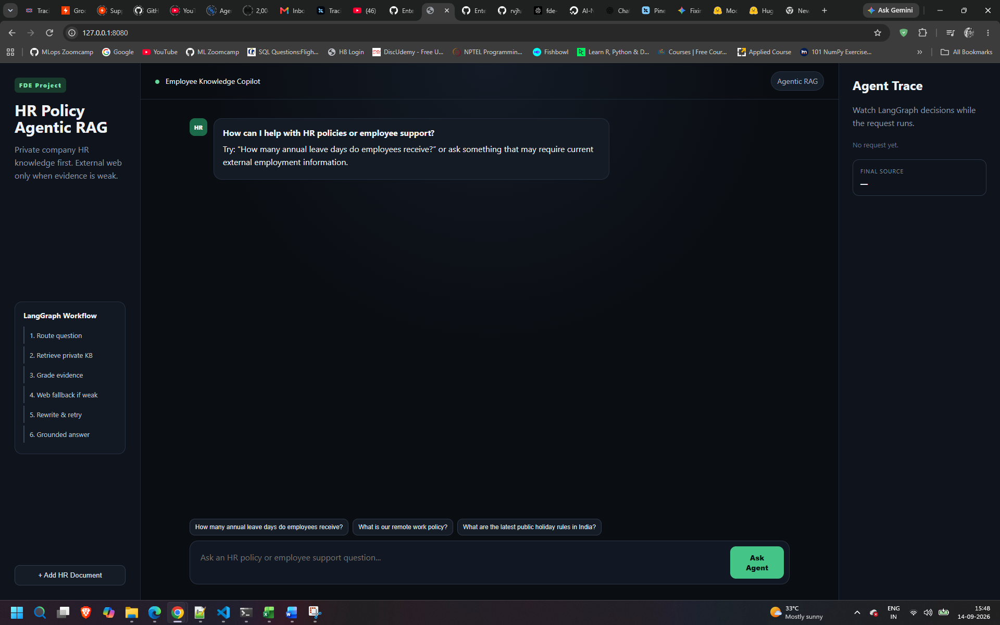 Traci
Groc
Supp
GitH
YouT
Age
2,00
Inbo
Traci
(46)
Ente
Ente
rvjh/
fde-
AI-N
Cha
Pine
Fixin
Moc
Hug
New
Ask Gemini
127.0.0.1:8080
MLops Zoomcamp
Google
YouTube
ML Zoomcamp
SQL Questions:Fligh...
H8 Login
DiscUdemy - Free U...
NPTEL Programmin...
Fishbowl
Learn R, Python & D...
Courses | Free Cour...
Applied Course
101 NumPy Exercise...
All Bookmarks
FDE Project
HR Policy
Agentic RAG
Private company HR
knowledge first. External web
only when evidence is weak.
LangGraph Workflow
1. Route question
2. Retrieve private KB
3. Grade evidence
4. Web fallback if weak
5. Rewrite & retry
6. Grounded answer
+ Add HR Document
Employee Knowledge Copilot
Agentic RAG
HR
How can I help with HR policies or employee support?
Try: “How many annual leave days do employees receive?” or ask something that may require current
external employment information.
How many annual leave days do employees receive?
What is our remote work policy?
What are the latest public holiday rules in India?
Ask an HR policy or employee support question...
Ask
Agent
Agent Trace
Watch LangGraph decisions while
the request runs.
No request yet.
FINAL SOURCE
—
33°C
Mostly sunny
ENG
IN
15:48
14-09-2026